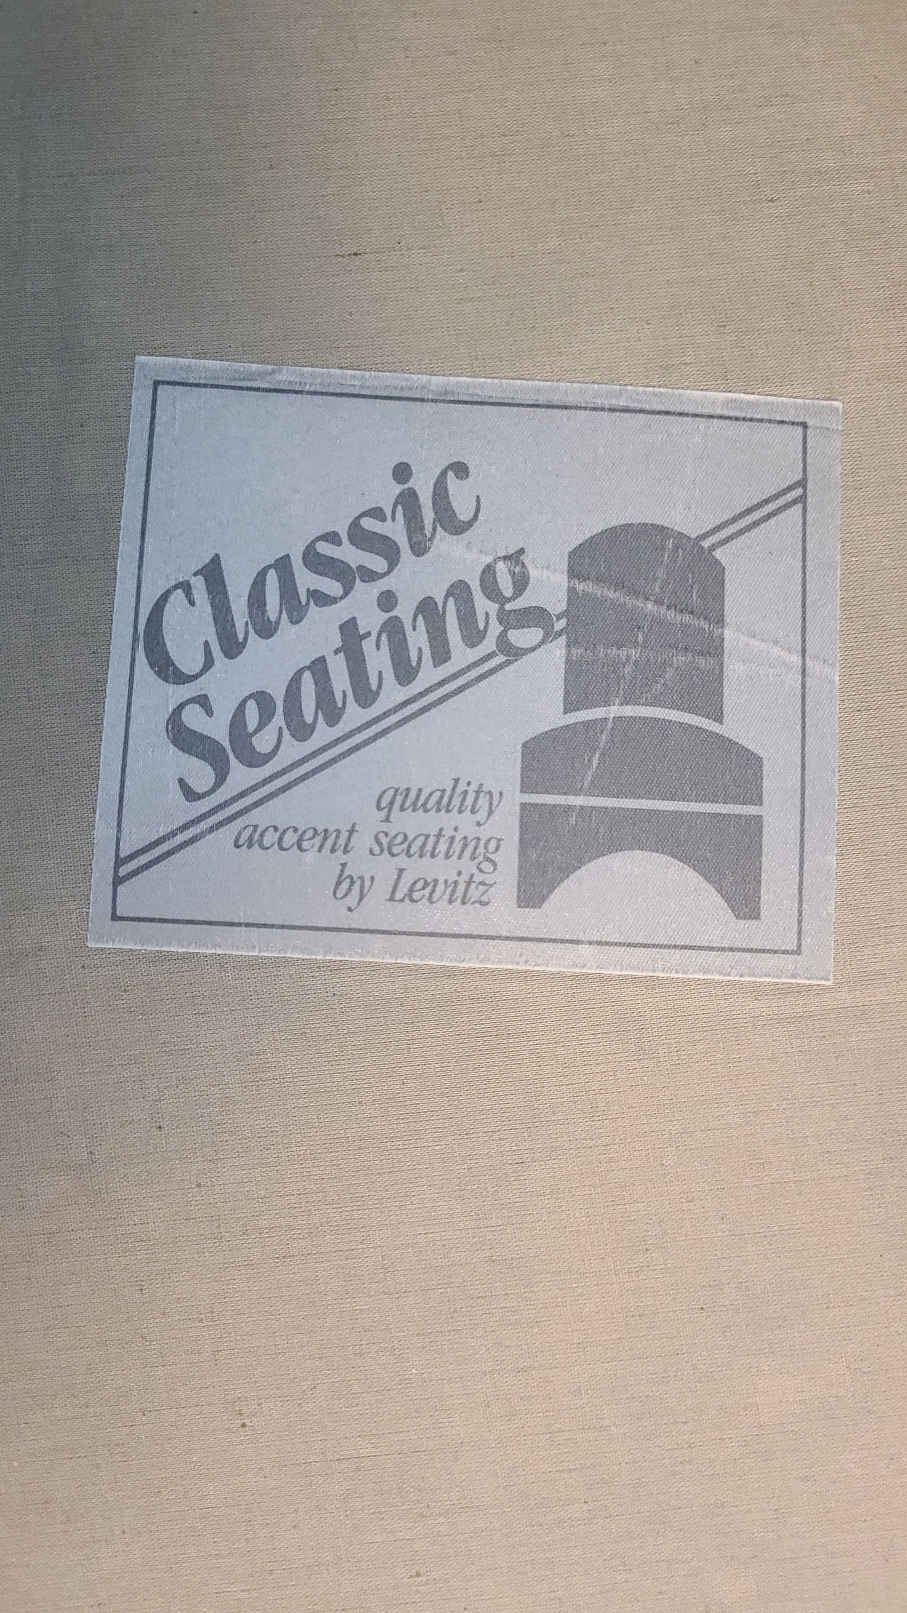 Classic
Seating
quality
accent seating
by Levitz